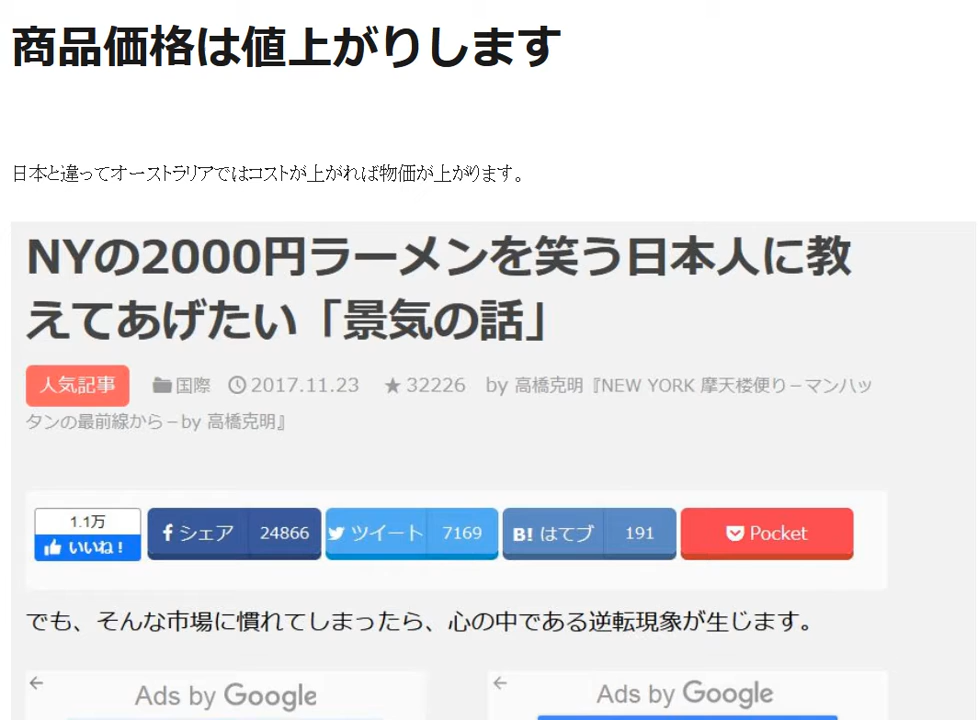 商品価格は値上がりします
日本と違ってオーストラリアではコストが上がれば物価が上がります。
NYの2000円ラーメンを笑う日本人に教
えてあげたい「景気の話」
人気記事 国際 2017.11.23 ★32226 by 高橋克明『NEW YORK 摩天楼便り－マンハッ
タンの最前線から－by 高橋克明』
1.1万
いいね！
シェア 24866 ツイート 7169 B! はてブ 191 Pocket
でも、そんな市場に慣れてしまったら、心の中である逆転現象が生じます。
← Ads by Google ← Ads by Google